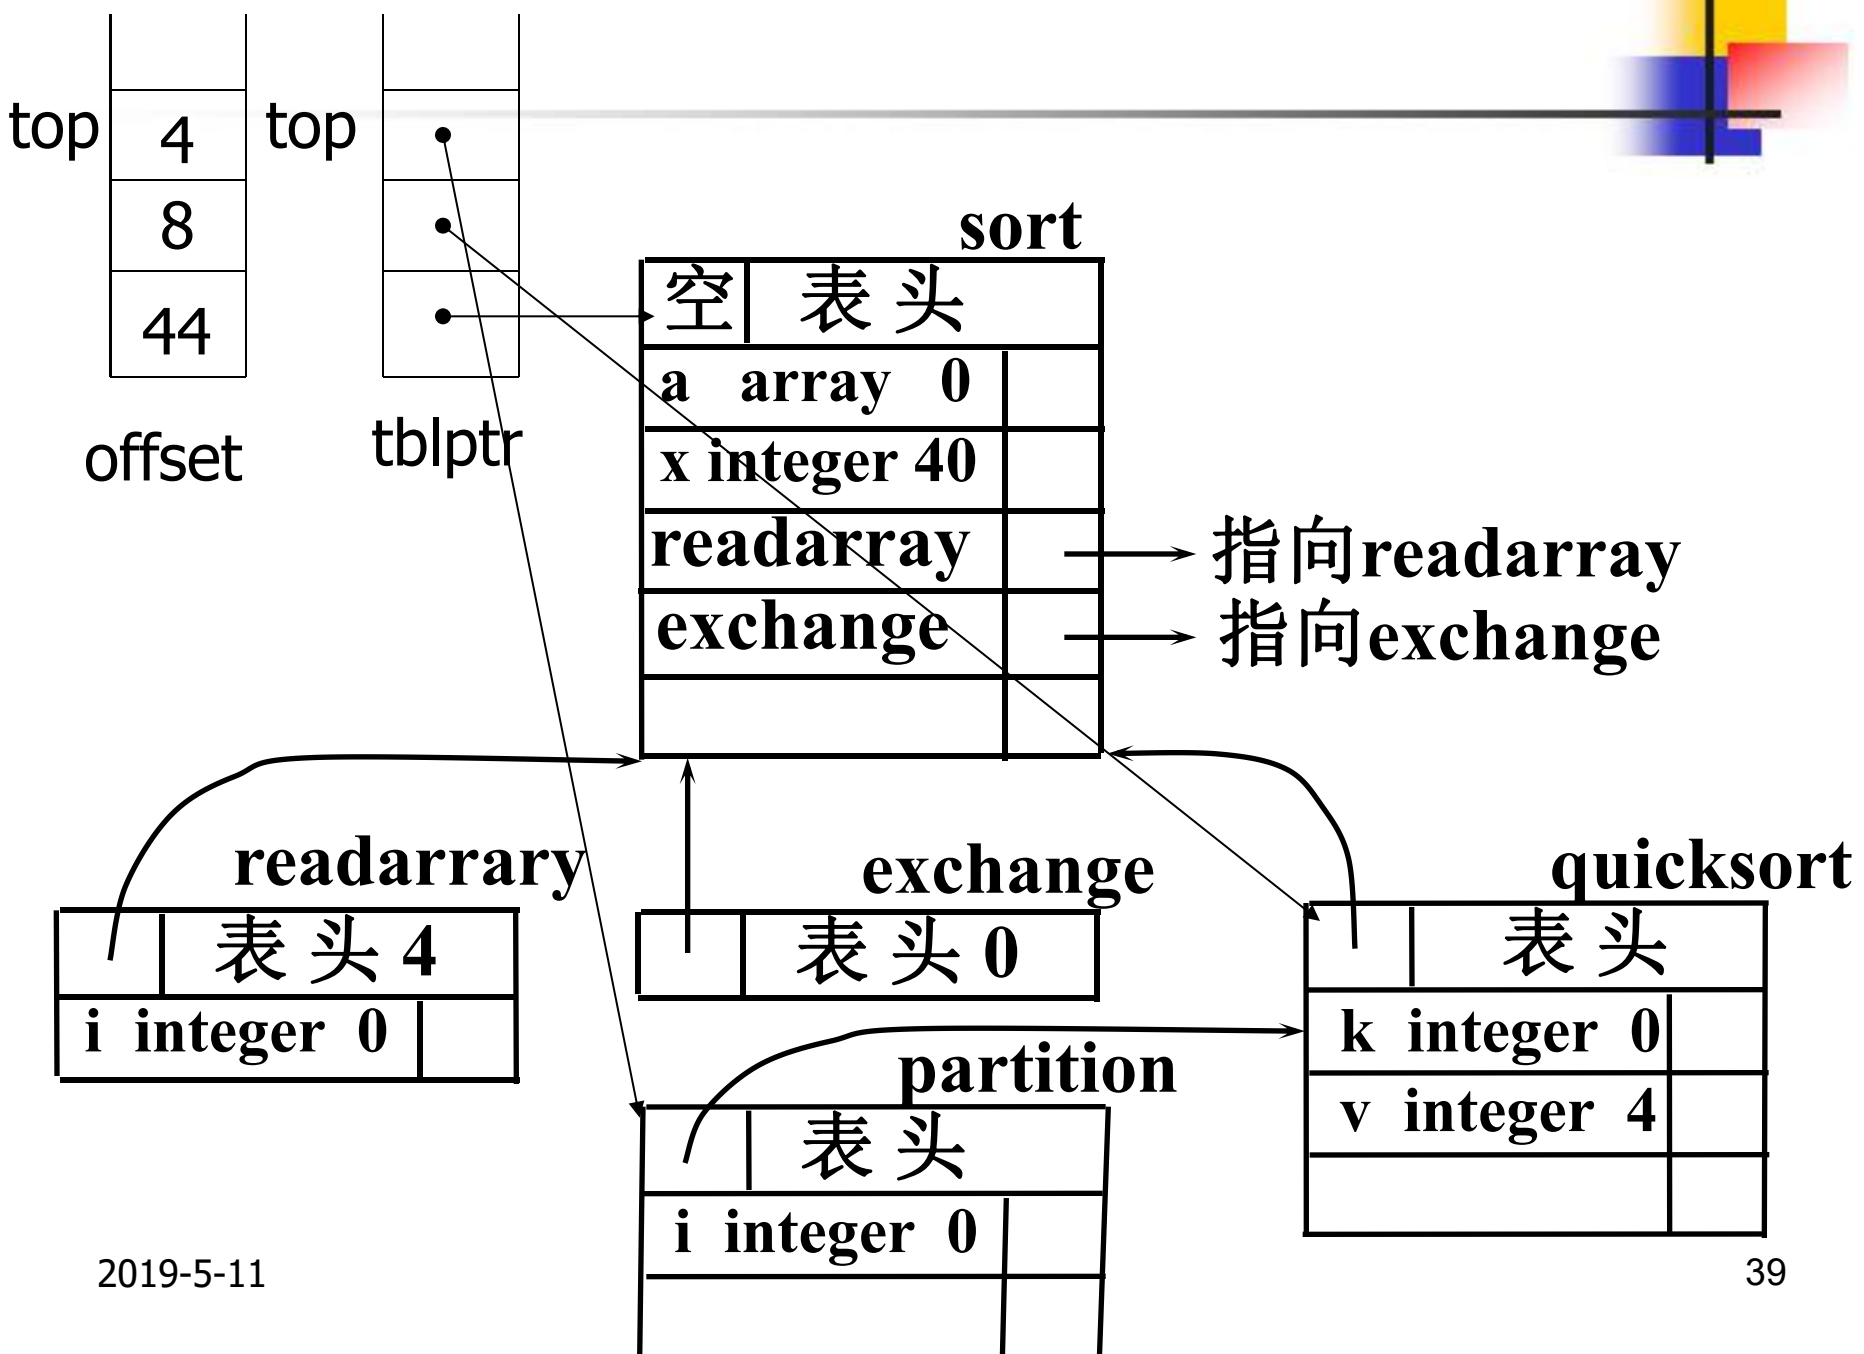 top 4 top
8
44
offset tblptr
sort
空 表 头
a array 0
x integer 40
readarray 指向readarray
exchange 指向exchange
readarrary exchange quicksort
表 头 4
i integer 0
表 头 0
表 头
k integer 0
v integer 4
partition
表 头
i integer 0
2019-5-11 39